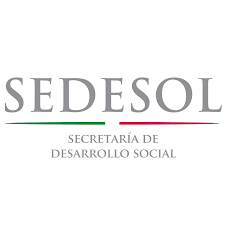 SEDESOL
SECRETARÍA DE
DESARROLLO SOCIAL